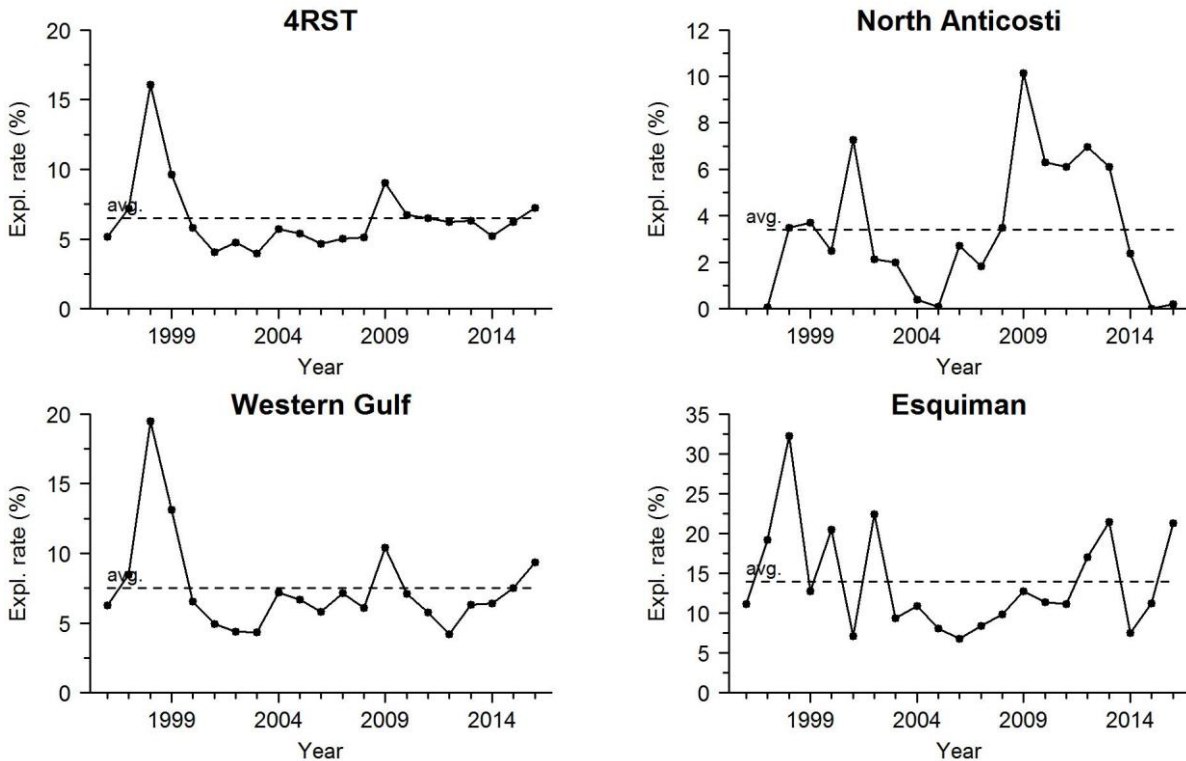 4RST
Expl. rate (%)
20
15
10
5
0
avg.
1999 2004 2009 2014
Year
North Anticosti
Expl. rate (%)
12
10
8
6
4
2
0
avg.
1999 2004 2009 2014
Year
Western Gulf
Expl. rate (%)
20
15
10
5
0
avg.
1999 2004 2009 2014
Year
Esquiman
Expl. rate (%)
35
30
25
20
15
10
5
0
avg.
1999 2004 2009 2014
Year